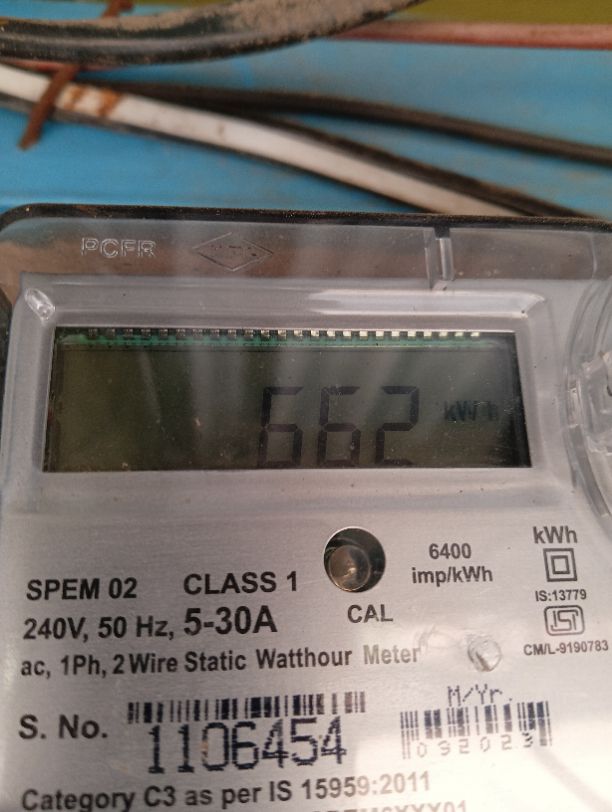 PCFR
662 kWh
6400
imp/kWh
kWh
SPEM 02 CLASS 1
CAL
IS:13779
240V, 50 Hz, 5-30A
CM/L-9190783
ac, 1Ph, 2 Wire Static Watthour Meter
M/Yr.
S. No. 1106454
092023
Category C3 as per IS 15959:2011